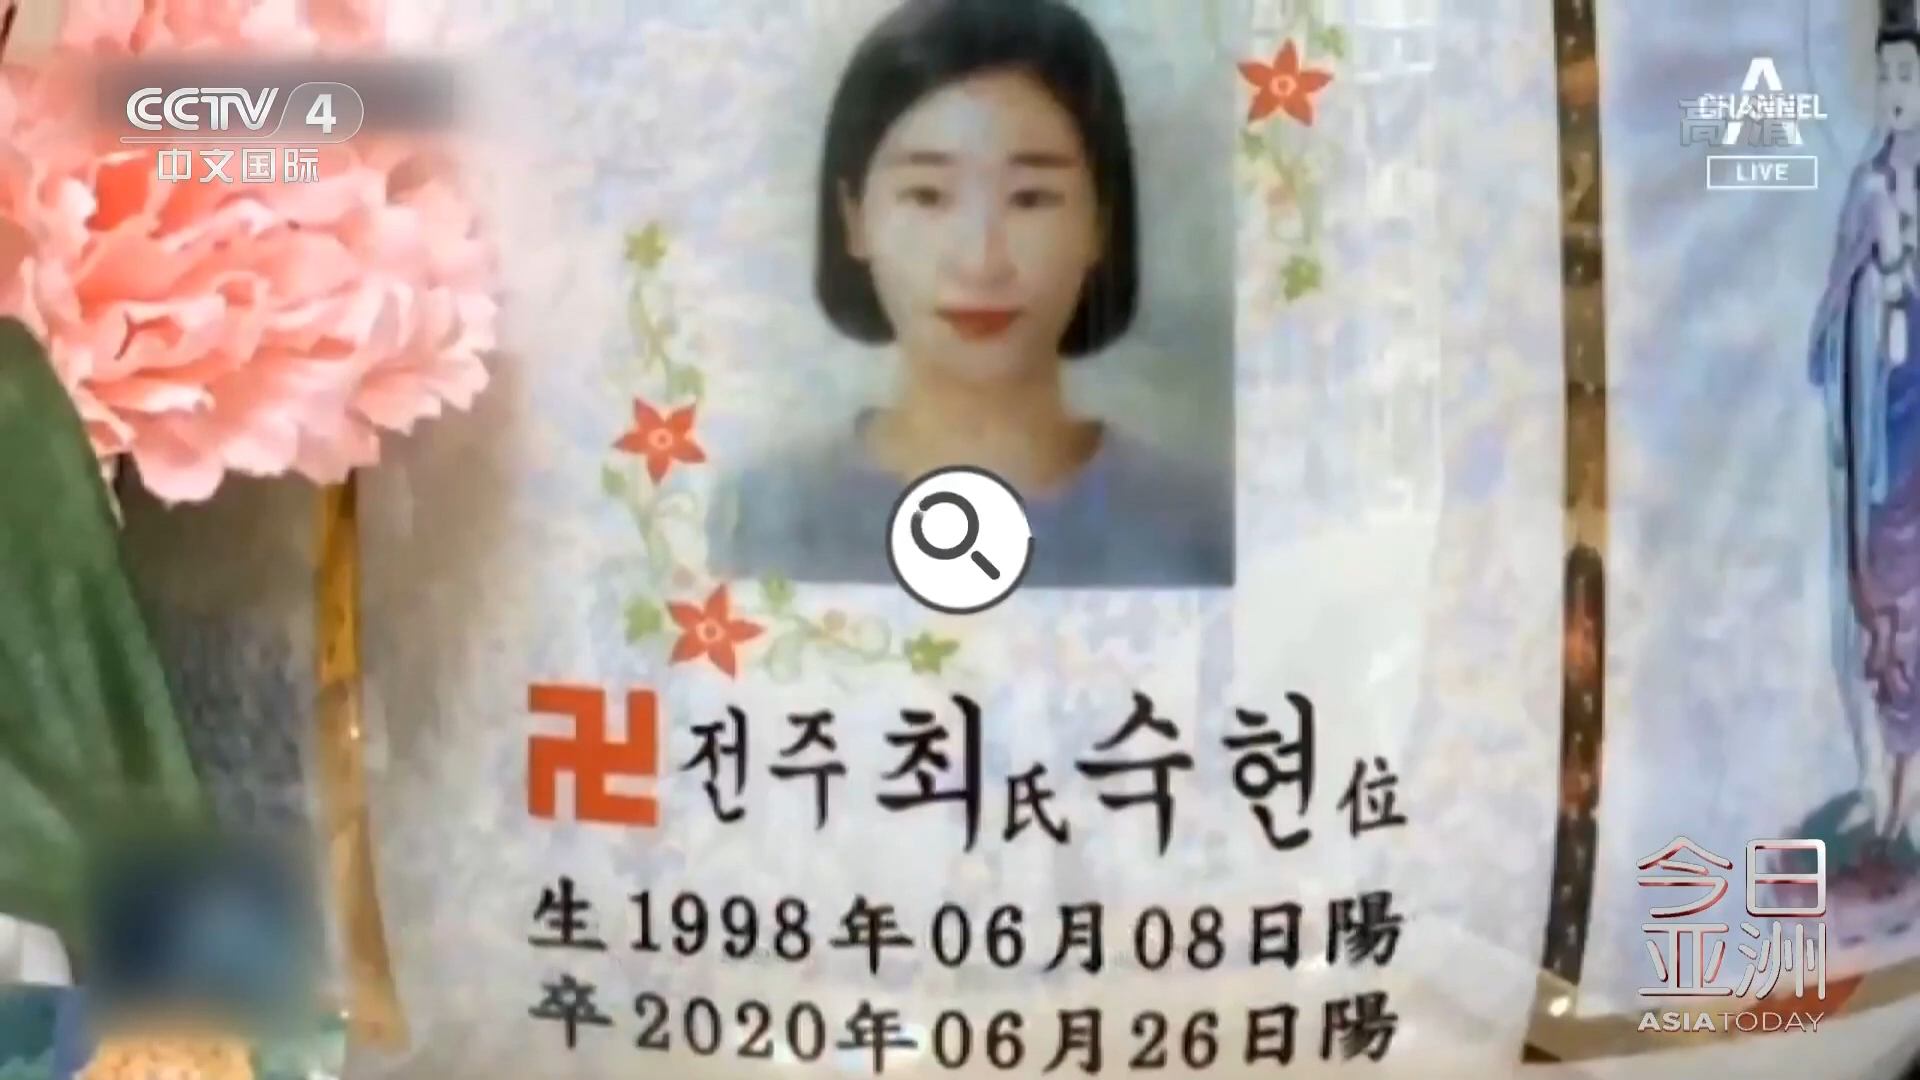 CCTV 4
中文国际
CHANNEL A
高清
LIVE
卍 전주 최氏숙현 位
生1998年06月08日陽
卒2020年06月26日陽
今日
亚洲
ASIA TODAY